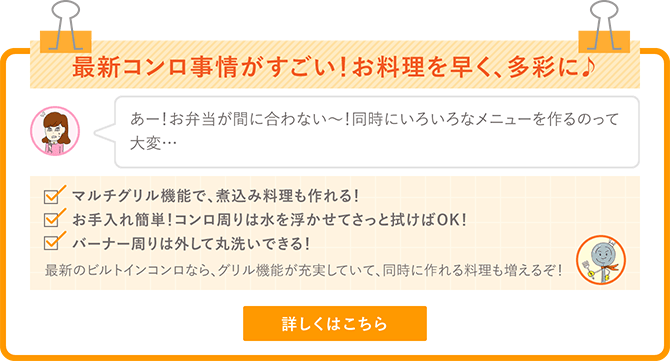 最新コンロ事情がすごい！お料理を早く、多彩に♪
あー！お弁当が間に合わない～！同時にいろいろなメニューを作るのって
大変…
マルチグリル機能で、煮込み料理も作れる！
お手入れ簡単！コンロ周りは水を浮かせてさっと拭けばOK！
バーナー周りは外して丸洗いできる！
最新のビルトインコンロなら、グリル機能が充実していて、同時に作れる料理も増えるぞ！
詳しくはこちら